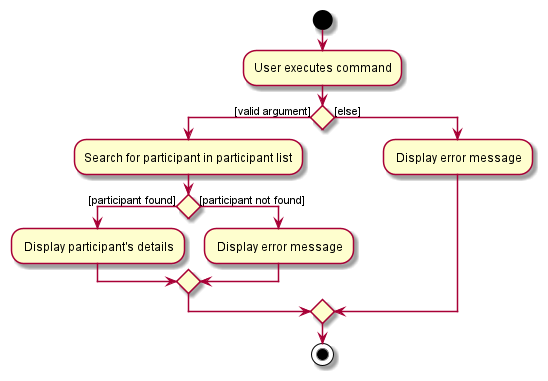 User executes command
[valid argument]
[else]
Search for participant in participant list
Display error message
[participant found]
[participant not found]
Display participant's details
Display error message